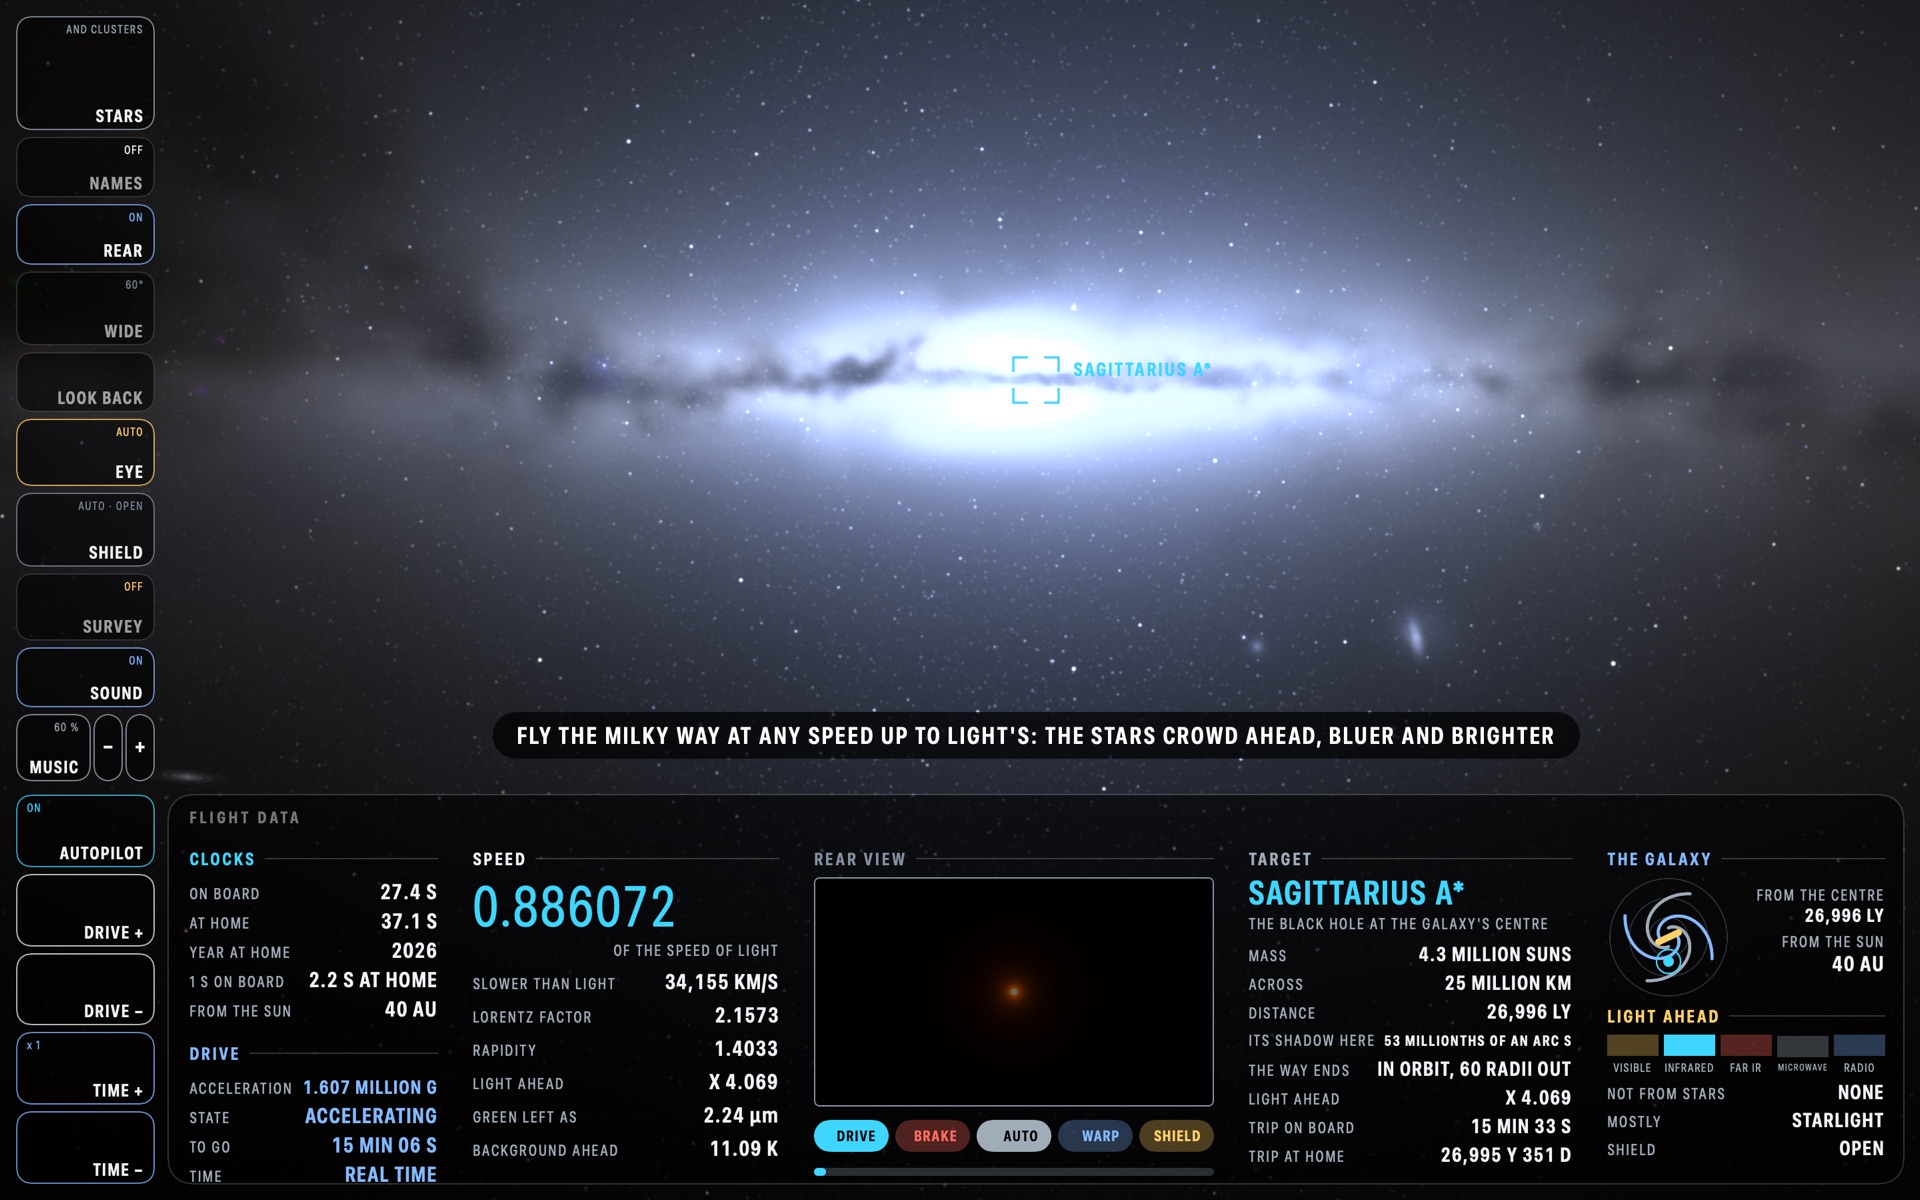 AND CLUSTERS
STARS
OFF
NAMES
ON
REAR
60°
WIDE
LOOK BACK
AUTO
EYE
AUTO · OPEN
SHIELD
OFF
SURVEY
ON
SOUND
60 %
MUSIC
−
+
ON
AUTOPILOT
DRIVE +
DRIVE −
x 1
TIME +
TIME −
SAGITTARIUS A*
FLY THE MILKY WAY AT ANY SPEED UP TO LIGHT'S: THE STARS CROWD AHEAD, BLUER AND BRIGHTER
FLIGHT DATA
CLOCKS
ON BOARD 27.4 S
AT HOME 37.1 S
YEAR AT HOME 2026
1 S ON BOARD 2.2 S AT HOME
FROM THE SUN 40 AU
DRIVE
ACCELERATION 1.607 MILLION G
STATE ACCELERATING
TO GO 15 MIN 06 S
TIME REAL TIME
SPEED
0.886072
OF THE SPEED OF LIGHT
SLOWER THAN LIGHT 34,155 KM/S
LORENTZ FACTOR 2.1573
RAPIDITY 1.4033
LIGHT AHEAD X 4.069
GREEN LEFT AS 2.24 µm
BACKGROUND AHEAD 11.09 K
REAR VIEW
DRIVE BRAKE AUTO WARP SHIELD
TARGET
SAGITTARIUS A*
THE BLACK HOLE AT THE GALAXY'S CENTRE
MASS 4.3 MILLION SUNS
ACROSS 25 MILLION KM
DISTANCE 26,996 LY
ITS SHADOW HERE 53 MILLIONTHS OF AN ARC S
THE WAY ENDS IN ORBIT, 60 RADII OUT
LIGHT AHEAD X 4.069
TRIP ON BOARD 15 MIN 33 S
TRIP AT HOME 26,995 Y 351 D
THE GALAXY
FROM THE CENTRE
26,996 LY
FROM THE SUN
40 AU
LIGHT AHEAD
VISIBLE INFRARED FAR IR MICROWAVE RADIO
NOT FROM STARS NONE
MOSTLY STARLIGHT
SHIELD OPEN